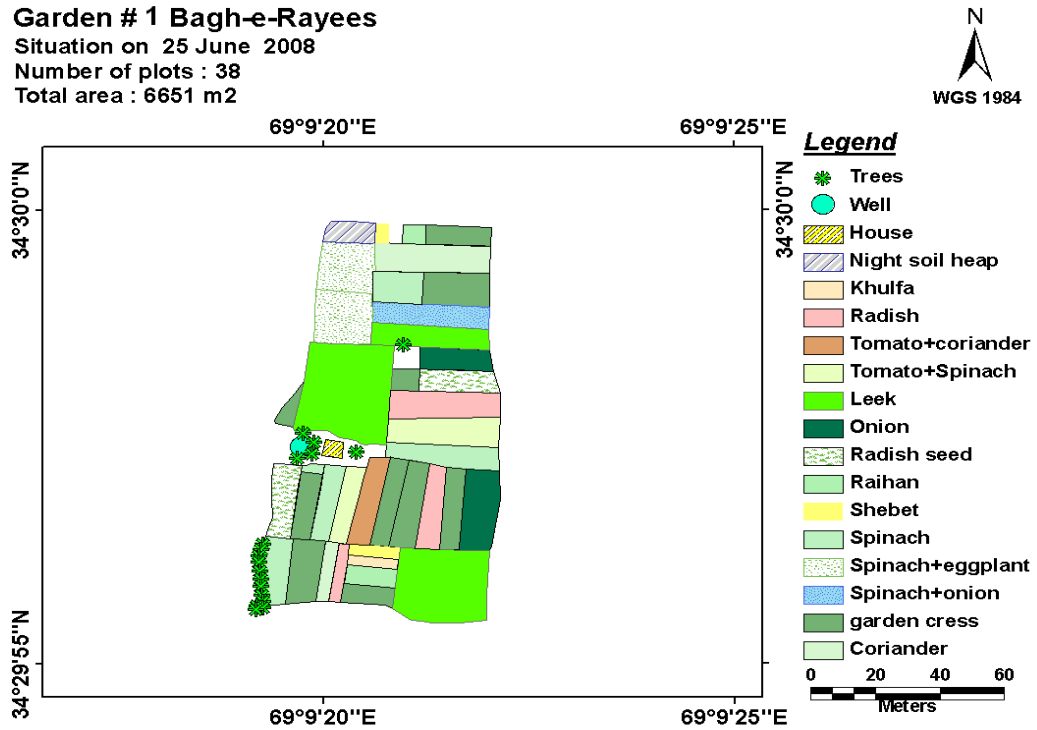 Garden # 1 Bagh-e-Rayees
Situation on 25 June 2008
Number of plots : 38
Total area : 6651 m2
N
WGS 1984
69°9'20"E
69°9'25"E
34°30'0"N
34°30'0"N
34°29'55"N
34°29'55"N
69°9'20"E
69°9'25"E
Legend
Trees
Well
House
Night soil heap
Khulfa
Radish
Tomato+coriander
Tomato+Spinach
Leek
Onion
Radish seed
Raihan
Shebet
Spinach
Spinach+eggplant
Spinach+onion
garden cress
Coriander
0 20 40 60
Meters